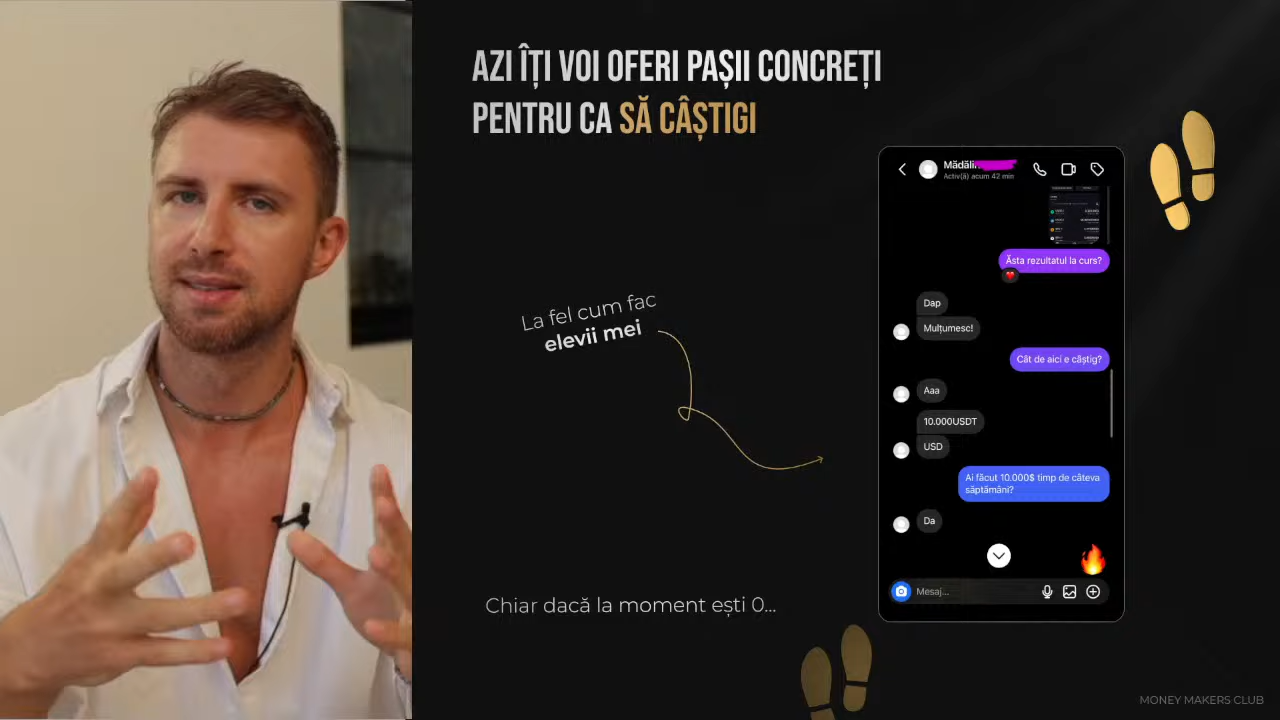 AZI ÎȚI VOI OFERI PAȘII CONCREȚI
PENTRU CA SĂ CÂȘTIGI
La fel cum fac
elevii mei
Mădălin
Activ(ă) acum 42 min
Ăsta rezultatul la curs?
Dap
Mulțumesc!
Cât de aici e câștig?
Aaa
10.000USDT
USD
Ai făcut 10.000$ timp de câteva
săptămâni?
Da
Mesaj...
Chiar dacă la moment ești 0...
MONEY MAKERS CLUB